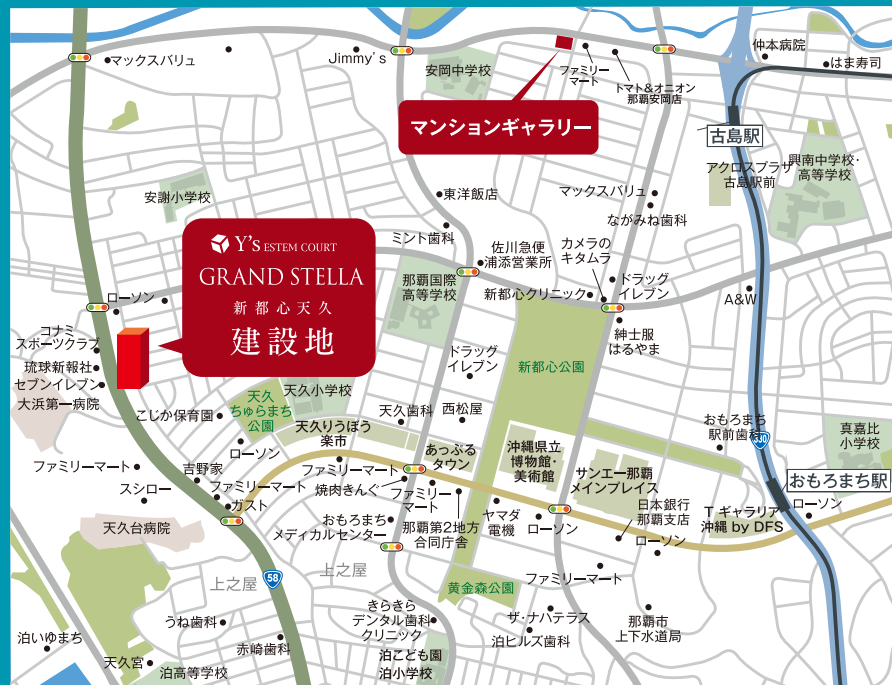 マックスバリュ
Jimmy's
安岡中学校
ファミリー
マート
トマト&オニオン
那覇安岡店
仲本病院
はま寿司
マンションギャラリー
古島駅
アクロスプラザ
古島駅前
興南中学校・
高等学校
安謝小学校
東洋飯店
マックスバリュ
ながみね歯科
ミント歯科
佐川急便
浦添営業所
カメラの
キタムラ
Y's ESTEM COURT
GRAND STELLA
新都心天久
建設地
那覇国際
高等学校
新都心クリニック
ドラッグ
イレブン
A&W
ローソン
紳士服
はるやま
コナミ
スポーツクラブ
琉球新報社
セブンイレブン
大浜第一病院
ドラッグ
イレブン
新都心公園
天久
ちゅらまち
公園
天久小学校
こじか保育園
天久りうぼう
楽市
天久歯科
西松屋
おもろまち
駅前歯科
330
真嘉比
小学校
ローソン
あっぷる
タウン
沖縄県立
博物館・
美術館
サンエー那覇
メインプレイス
おもろまち駅
ファミリーマート
吉野家
ファミリーマート
焼肉きんぐ
スシロー
ファミリーマート
ガスト
ファミリー
マート
日本銀行
那覇支店
T ギャラリア
沖縄 by DFS
ローソン
天久台病院
おもろまち
メディカルセンター
那覇第2地方
合同庁舎
ヤマダ
電機
ローソン
ローソン
上之屋
上之屋
58
黄金森公園
ファミリーマート
うね歯科
きらきら
デンタル歯科
クリニック
ザ・ナハテラス
泊ヒルズ歯科
那覇市
上下水道局
泊いゆまち
赤崎歯科
天久宮
泊高等学校
泊こども園
泊小学校